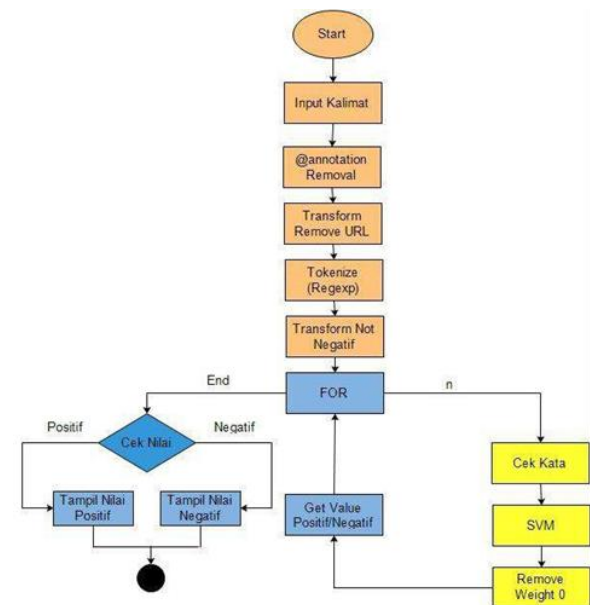 Start
Input Kalimat
@annotation
Removal
Transform
Remove URL
Tokenize
(Regexp)
Transform Not
Negatif
End
FOR
n
Positif
Cek Nilai
Negatif
Cek Kata
Tampil Nilai
Positif
Tampil Nilai
Negatif
Get Value
Positif/Negatif
SVM
Remove
Weight 0